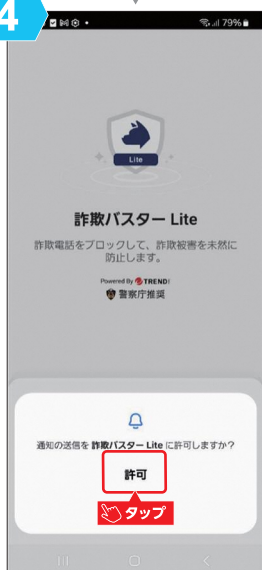 4
79%
Lite
詐欺バスター Lite
詐欺電話をブロックして、詐欺被害を未然に
防止します。
Powered By TREND
警察庁推奨
通知の送信を 詐欺バスター Lite に許可しますか？
許可
タップ